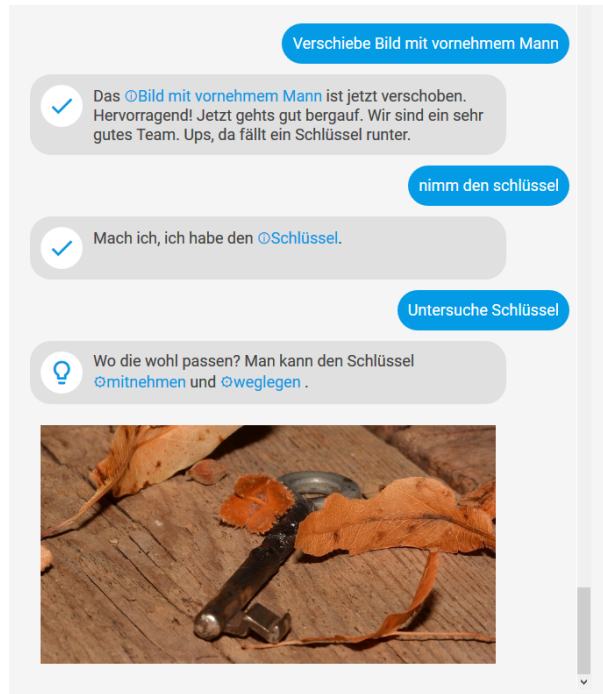 Verschiebe Bild mit vornehmem Mann
Das Bild mit vornehmem Mann ist jetzt verschoben.
Hervorragend! Jetzt gehts gut bergauf. Wir sind ein sehr
gutes Team. Ups, da fällt ein Schlüssel runter.
nimm den schlüssel
Mach ich, ich habe den Schlüssel.
Untersuche Schlüssel
Wo die wohl passen? Man kann den Schlüssel
mitnehmen und weglegen .